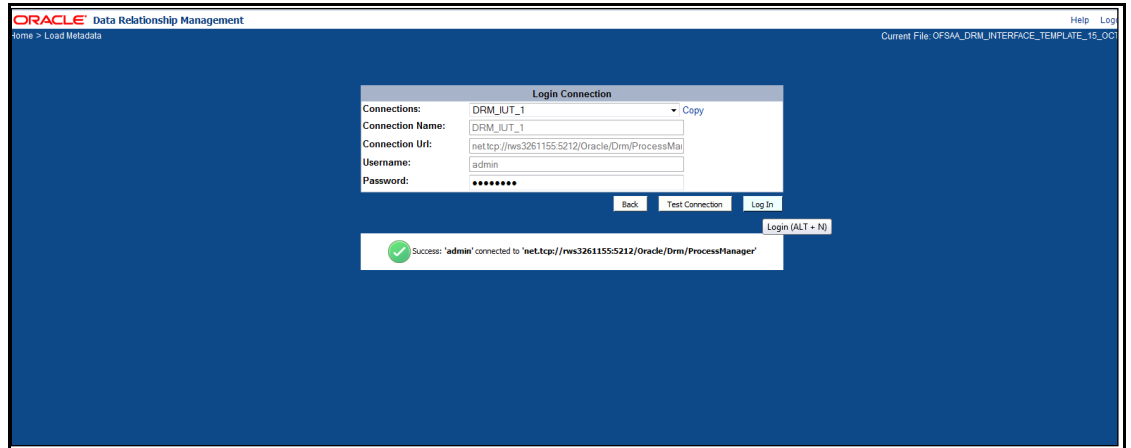 ORACLE Data Relationship Management Help
Home > Load Metadata Current File: OFSAA_DRM_INTERFACE_TEMPLATE_15_OCT
Login Connection
Connections: DRM_IUT_1 Copy
Connection Name: DRM_IUT_1
Connection Url: net.tcp://rws3261155:5212/Oracle/Drm/ProcessMa
Username: admin
Password: ••••••••
Back Test Connection Log In
Login (ALT + N)
Success: 'admin' connected to 'net.tcp://rws3261155:5212/Oracle/Drm/ProcessManager'